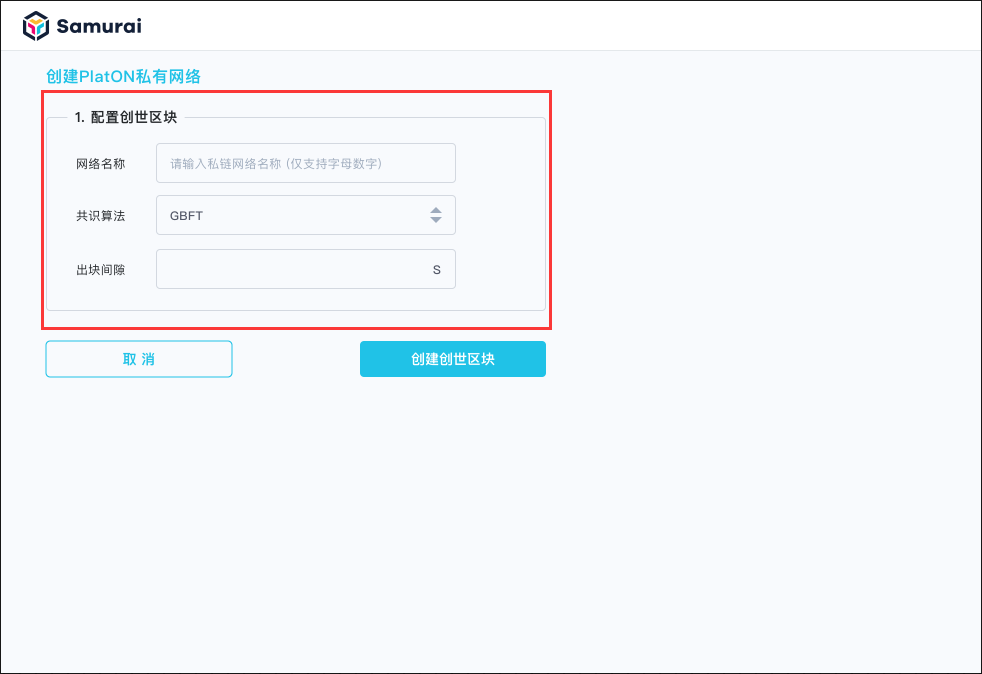 Samurai
创建PlatON私有网络
1. 配置创世区块
网络名称 请输入私链网络名称 (仅支持字母数字)
共识算法 GBFT
出块间隙 S
取 消 创建创世区块